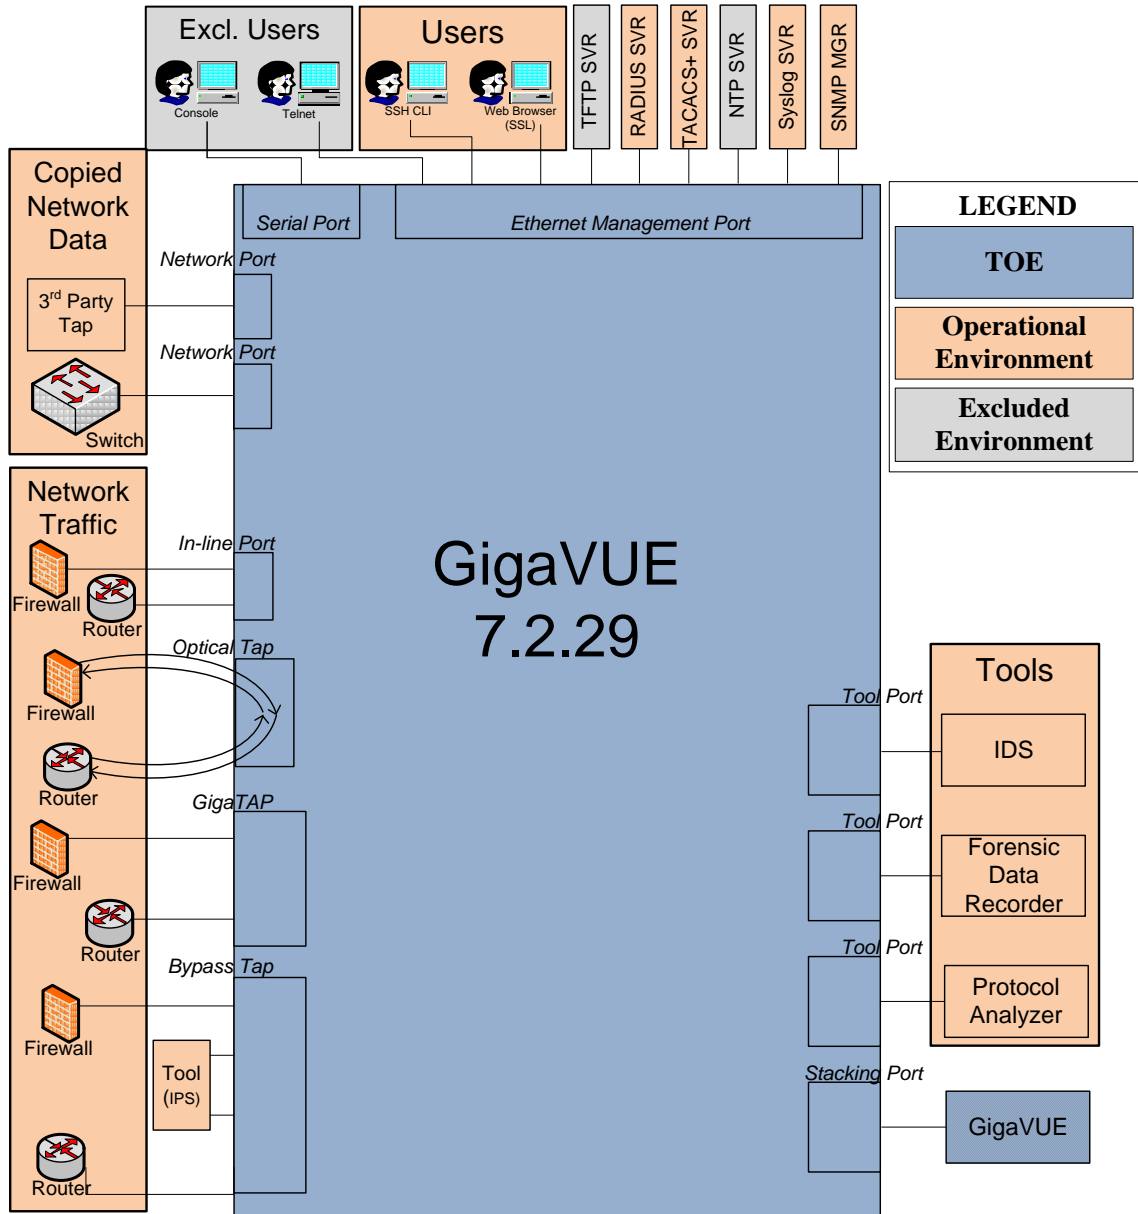 Excl. Users
Console
Telnet
Users
SSH CLI
Web Browser
(SSL)
TFTP SVR
RADIUS SVR
TACACS+ SVR
NTP SVR
Syslog SVR
SNMP MGR
Serial Port
Ethernet Management Port
LEGEND
TOE
Operational
Environment
Excluded
Environment
Copied
Network
Data
3rd Party
Tap
Switch
Network Port
Network Port
Network
Traffic
Firewall
Router
In-line Port
Firewall
Router
Optical Tap
Firewall
Router
GigaTAP
Firewall
Tool
(IPS)
Router
Bypass Tap
GigaVUE
7.2.29
Tool Port
Tool Port
Tool Port
Stacking Port
Tools
IDS
Forensic
Data
Recorder
Protocol
Analyzer
GigaVUE